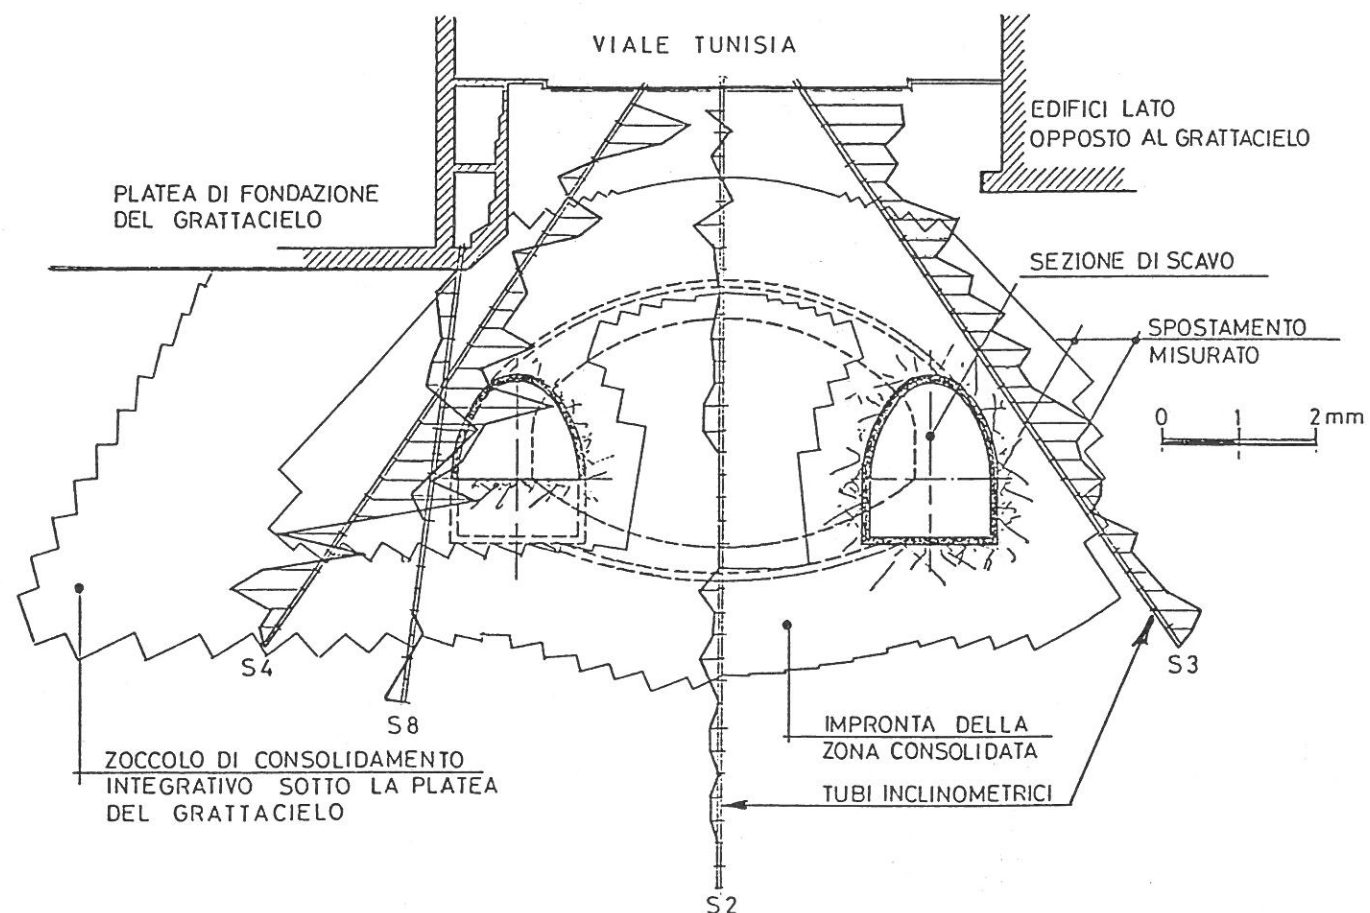 VIALE TUNISIA
EDIFICI LATO
OPPOSTO AL GRATTACIELO
PLATEA DI FONDAZIONE
DEL GRATTACIELO
SEZIONE DI SCAVO
SPOSTAMENTO
MISURATO
0 1 2 mm
S4
S3
S8
IMPRONTA DELLA
ZONA CONSOLIDATA
ZOCCOLO DI CONSOLIDAMENTO
INTEGRATIVO SOTTO LA PLATEA
DEL GRATTACIELO
TUBI INCLINOMETRICI
S2